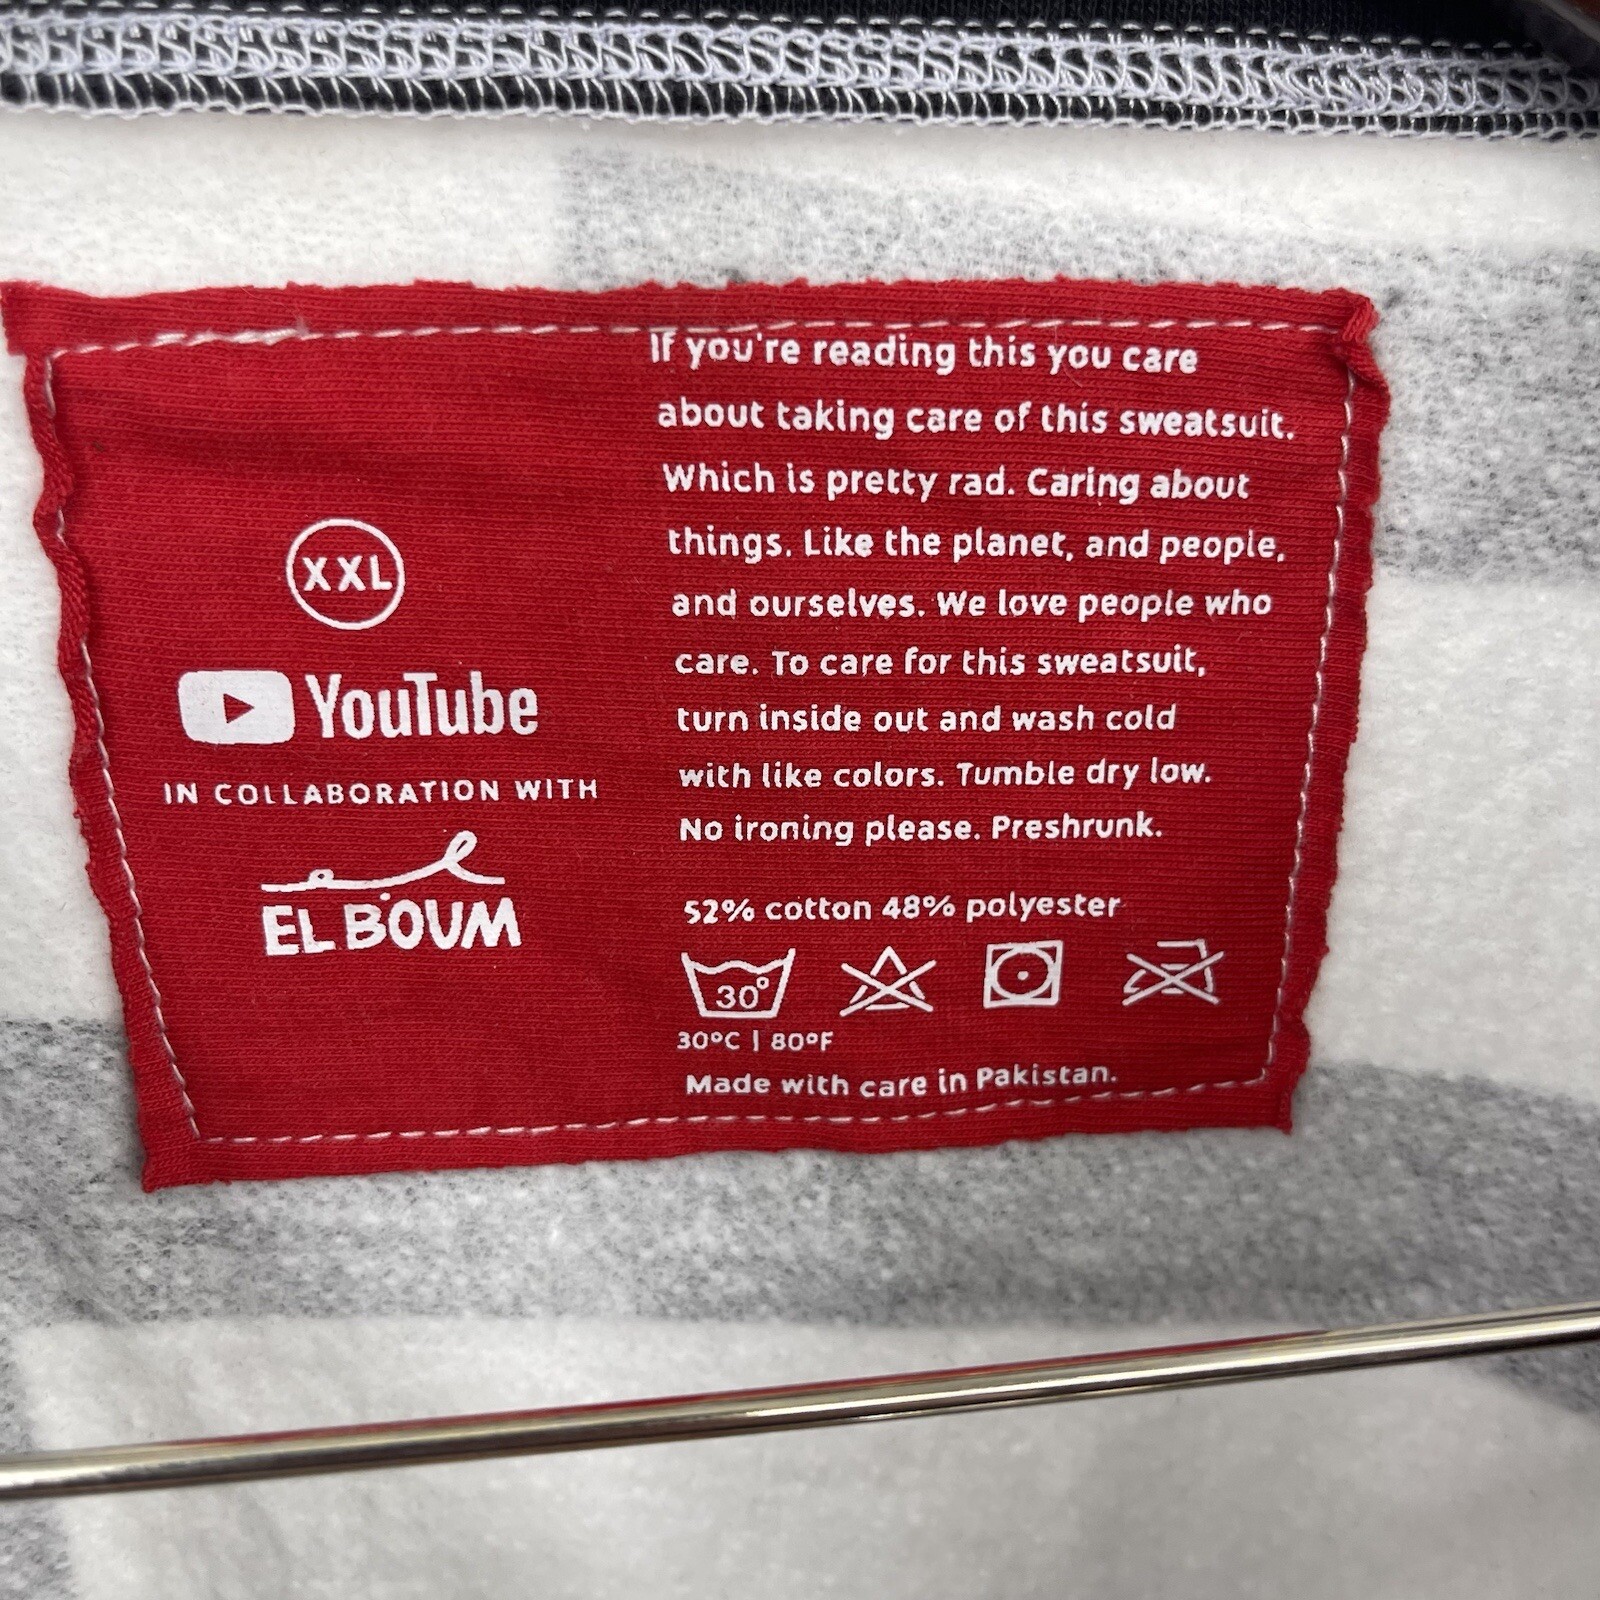 XXL
YouTube
IN COLLABORATION WITH
EL BOUM
If you're reading this you care
about taking care of this sweatsuit.
Which is pretty rad. Caring about
things. Like the planet, and people,
and ourselves. We love people who
care. To care for this sweatsuit,
turn inside out and wash cold
with like colors. Tumble dry low.
No ironing please. Preshrunk.
52% cotton 48% polyester
30°
30°C | 80°F
Made with care in Pakistan.